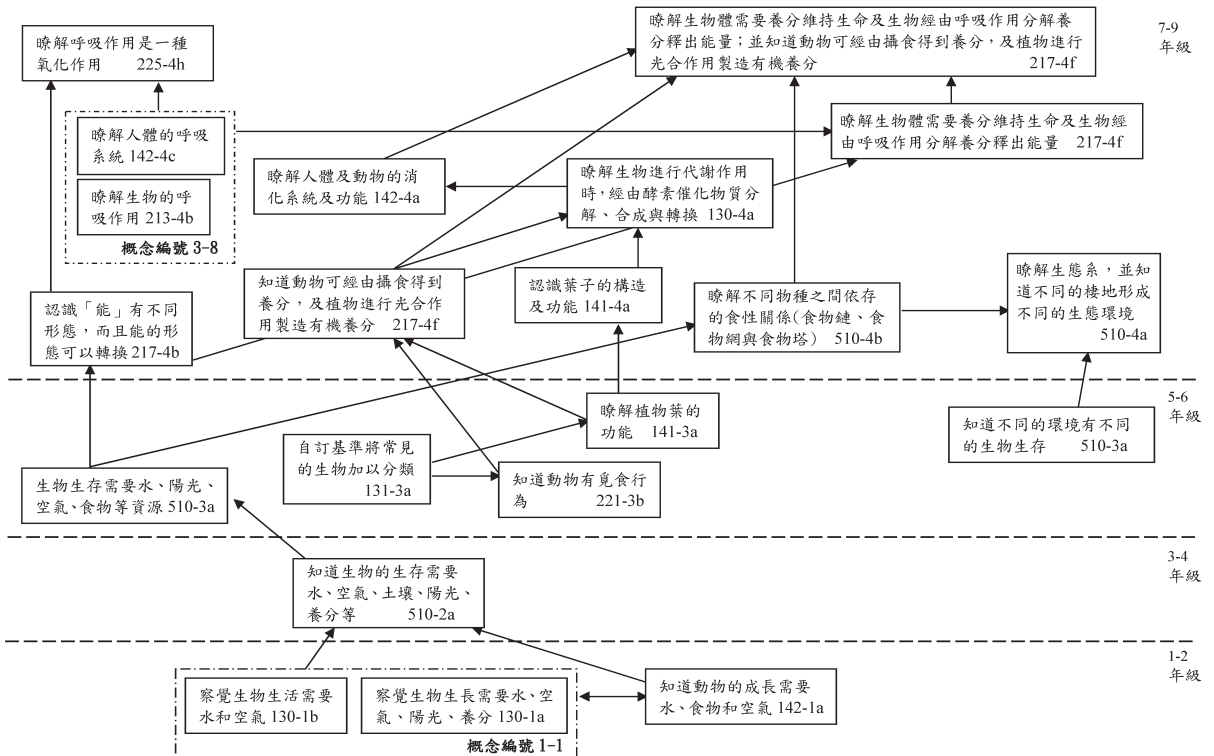 瞭解呼吸作用是一種
氧化作用 225-4h
瞭解生物體需要養分維持生命及生物經由呼吸作用分解養
分釋出能量；並知道動物可經由攝食得到養分，及植物進行
光合作用製造有機養分 217-4f
7-9
年級
瞭解人體的呼吸
系統 142-4c
瞭解生物的呼
吸作用 213-4b
概念編號 3-8
瞭解人體及動物的消
化系統及功能 142-4a
瞭解生物進行代謝作用
時，經由酵素催化物質分
解、合成與轉換 130-4a
瞭解生物體需要養分維持生命及生物經
由呼吸作用分解養分釋出能量 217-4f
認識「能」有不同
形態，而且能的形
態可以轉換 217-4b
知道動物可經由攝食得到
養分，及植物進行光合作
用製造有機養分 217-4f
認識葉子的構造
及功能 141-4a
瞭解不同物種之間依存
的食性關係（食物鏈、食
物網與食物塔） 510-4b
瞭解生態系，並知
道不同的棲地形成
不同的生態環境
510-4a
5-6
年級
生物生存需要水、陽光、
空氣、食物等資源 510-3a
自訂基準將常見
的生物加以分類
131-3a
瞭解植物葉的
功能 141-3a
知道動物有覓食行
為 221-3b
知道不同的環境有不同
的生物生存 510-3a
3-4
年級
知道生物的生存需要
水、空氣、土壤、陽光、
養分等 510-2a
1-2
年級
察覺生物生活需要
水和空氣 130-1b
察覺生物生長需要水、空
氣、陽光、養分 130-1a
概念編號 1-1
知道動物的成長需要
水、食物和空氣 142-1a